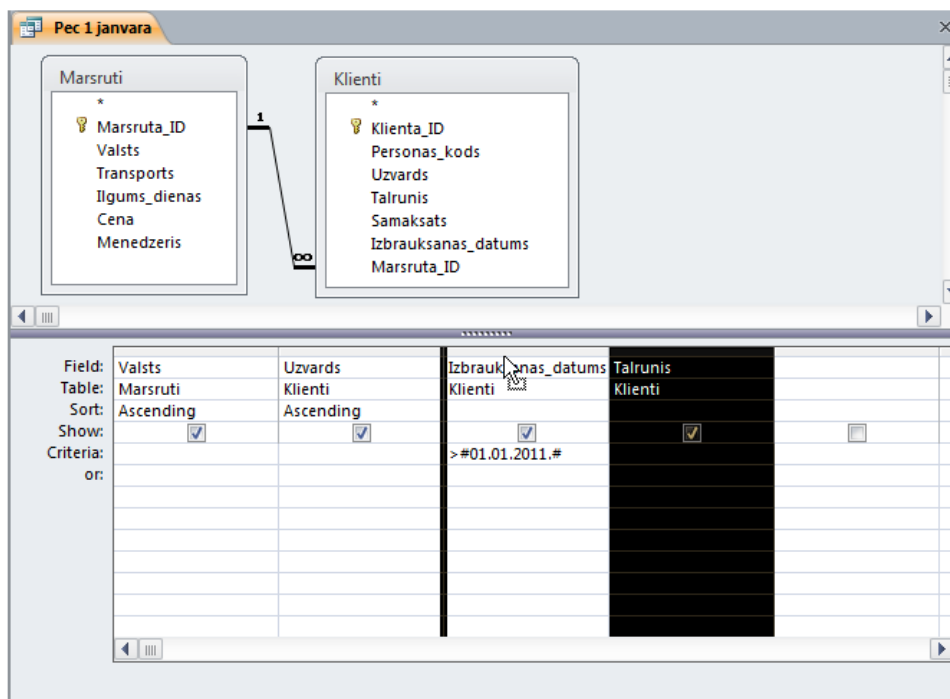 Pec 1 janvara
Marsruti
*
Marsruta_ID
Valsts
Transports
Ilgums_dienas
Cena
Menedzeris
1
∞
Klienti
*
Klienta_ID
Personas_kods
Uzvards
Talrunis
Samaksats
Izbrauksanas_datums
Marsruta_ID
Field: Valsts Uzvards Izbrauksanas_datums Talrunis
Table: Marsruti Klienti Klienti Klienti
Sort: Ascending Ascending
Show:
Criteria: >#01.01.2011.#
or: